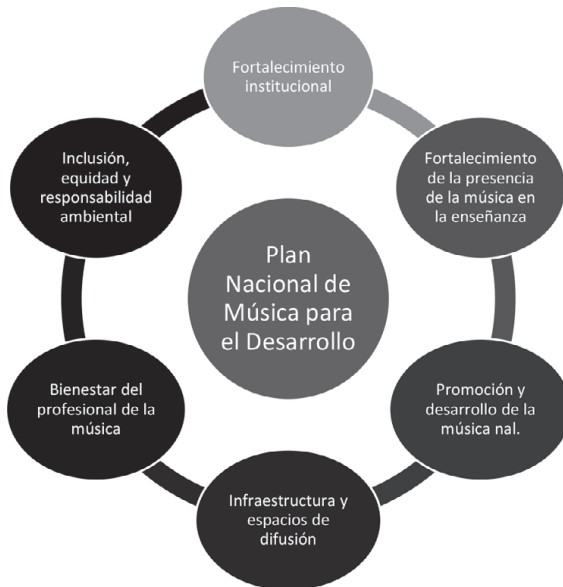 Fortalecimiento
institucional
Fortalecimiento
de la presencia
de la música en
la enseñanza
Promoción y
desarrollo de la
música nal.
Infraestructura y
espacios de
difusión
Bienestar del
profesional de la
música
Inclusión,
equidad y
responsabilidad
ambiental
Plan
Nacional de
Música para
el Desarrollo